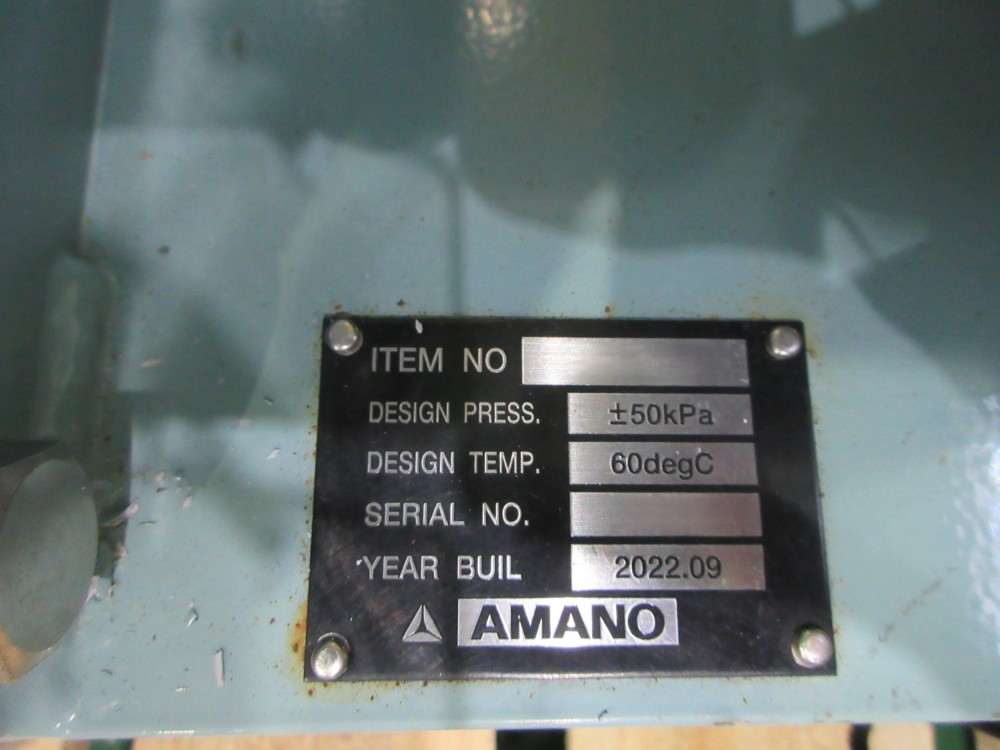 ITEM NO
DESIGN PRESS. ±50kPa
DESIGN TEMP. 60degC
SERIAL NO.
YEAR BUIL 2022.09
AMANO